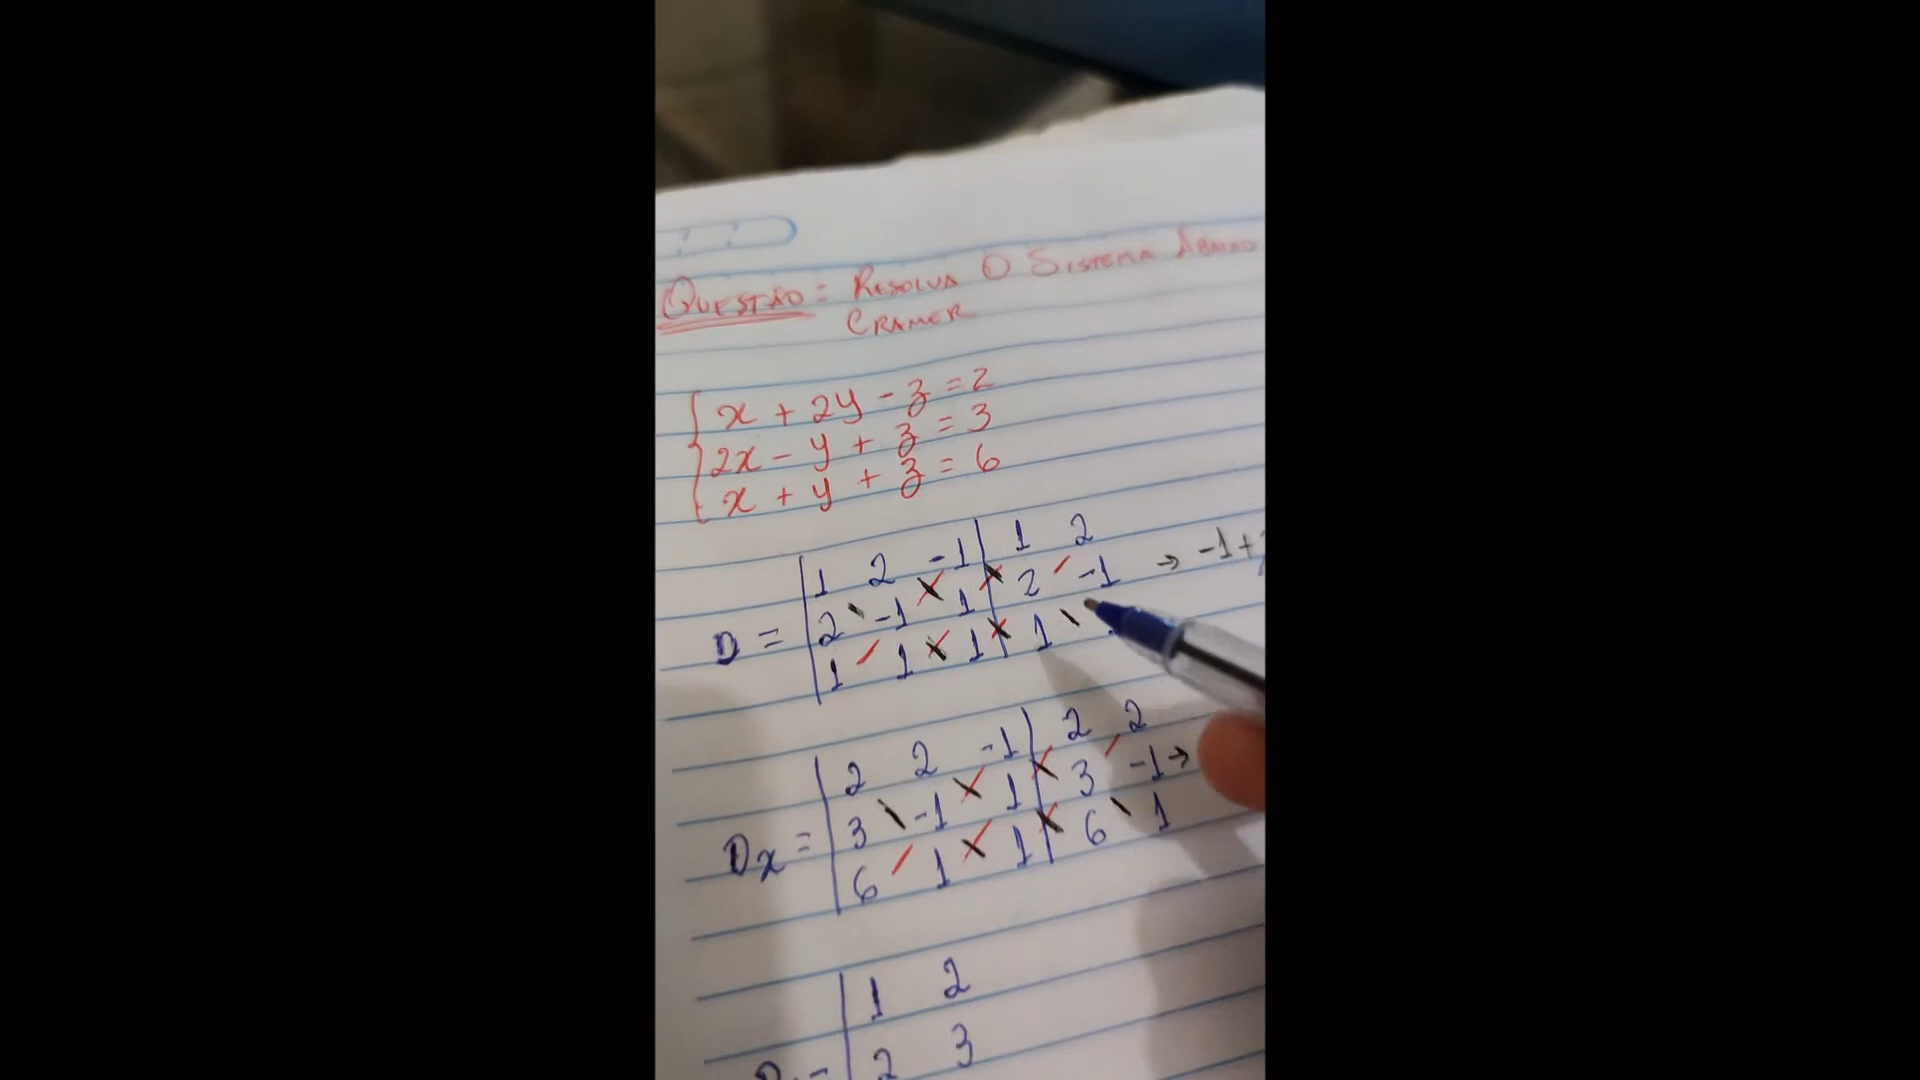 QUESTÃO: RESOLVA O SISTEMA ABAIXO
CRAMER
x + 2y - z = 2
2x - y + z = 3
x + y + z = 6
1 2 -1 | 1 2
D = 2 -1 1 | 2 -1 → -1+
1 1 1 | 1
2 2 -1 | 2 2
Dx = 3 -1 1 | 3 -1 →
6 1 1 | 6 1
1 2
2 3